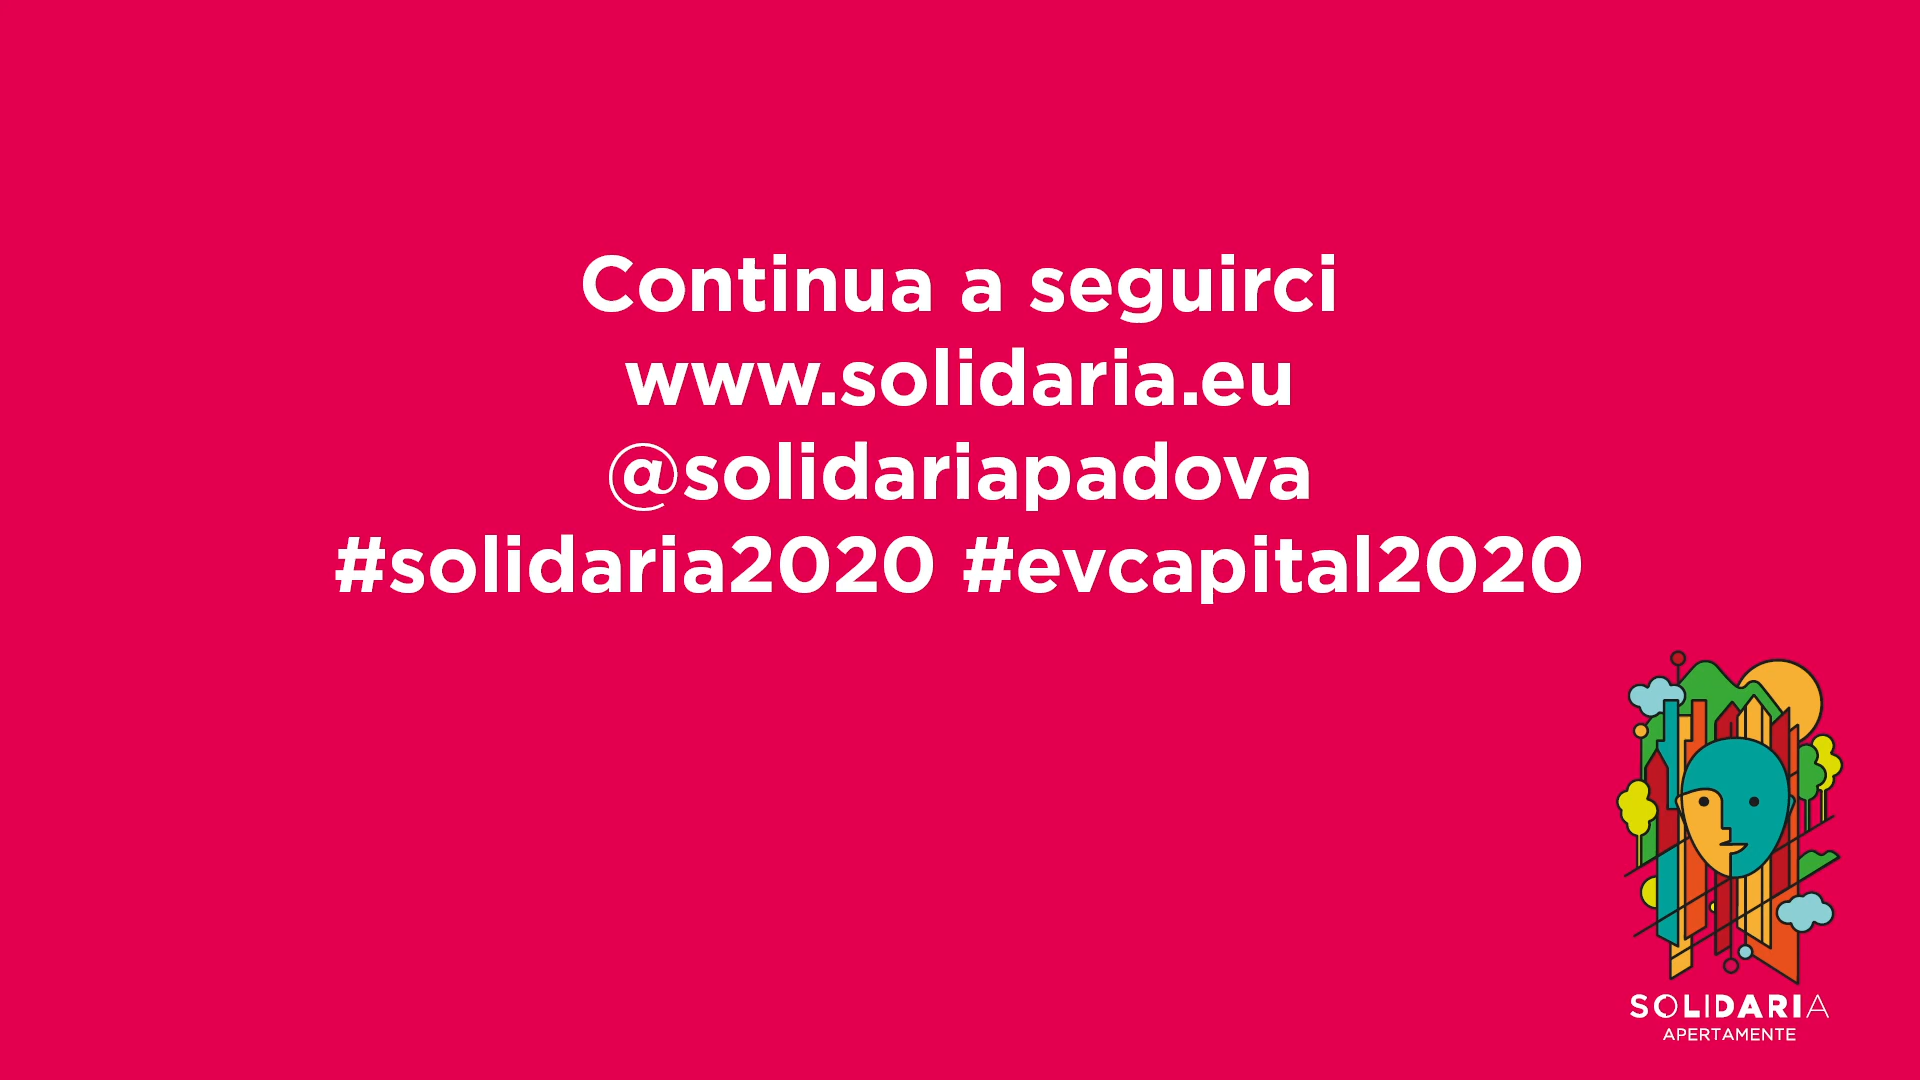 Continua a seguirci
www.solidaria.eu
@solidariapadova
#solidaria2020 #evcapital2020
SOLIDARIA
APERTAMENTE